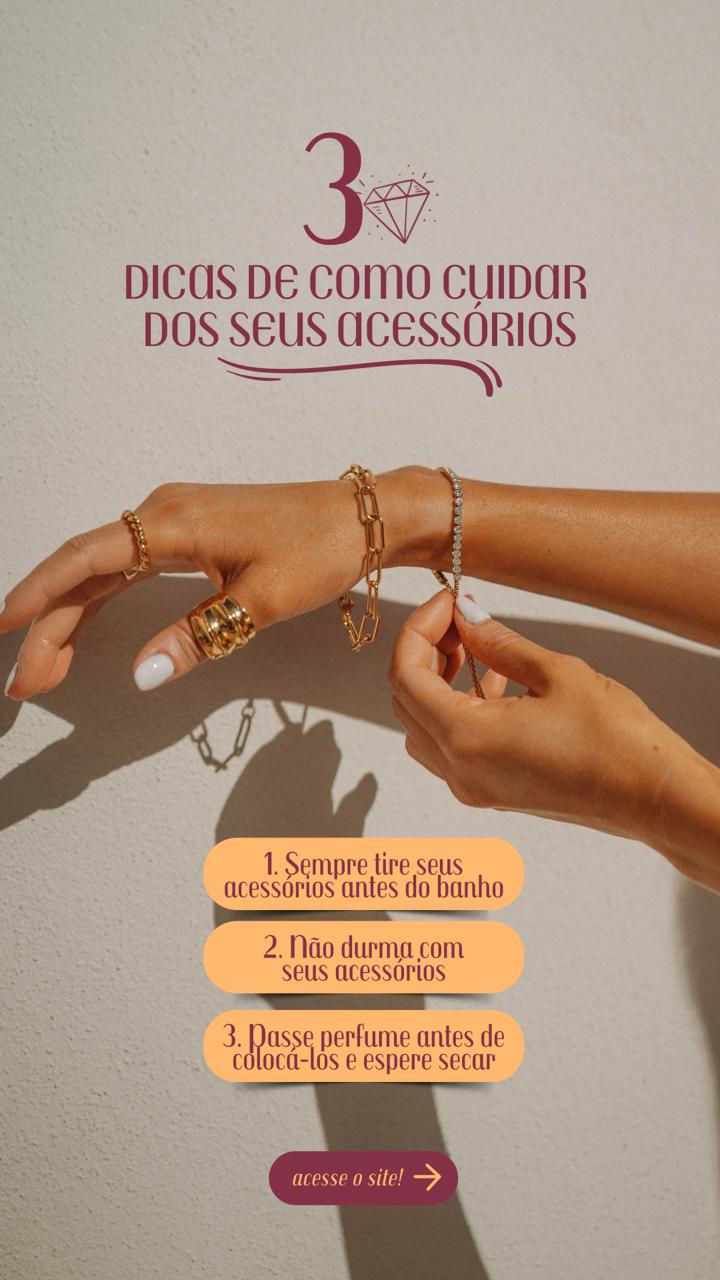 3
DICAS DE COMO CUIDAR
DOS SEUS ACESSÓRIOS
1. Sempre tire seus
acessórios antes do banho
2. Não durma com
seus acessórios
3. Passe perfume antes de
colocá-los e espere secar
acesse o site!